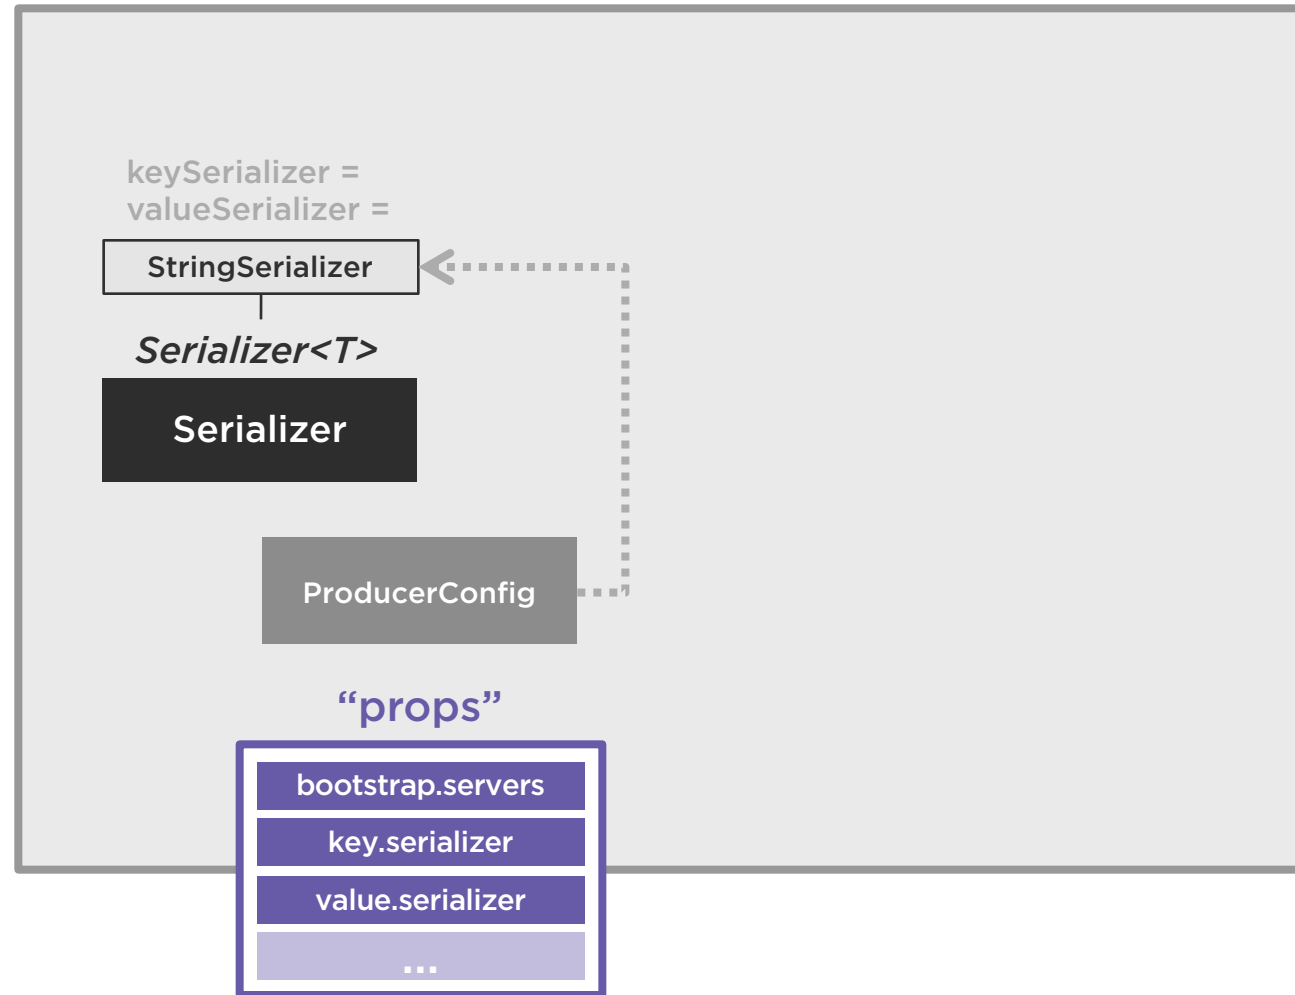 keySerializer =
valueSerializer =
StringSerializer
Serializer<T>
Serializer
ProducerConfig
“props”
bootstrap.servers
key.serializer
value.serializer
...